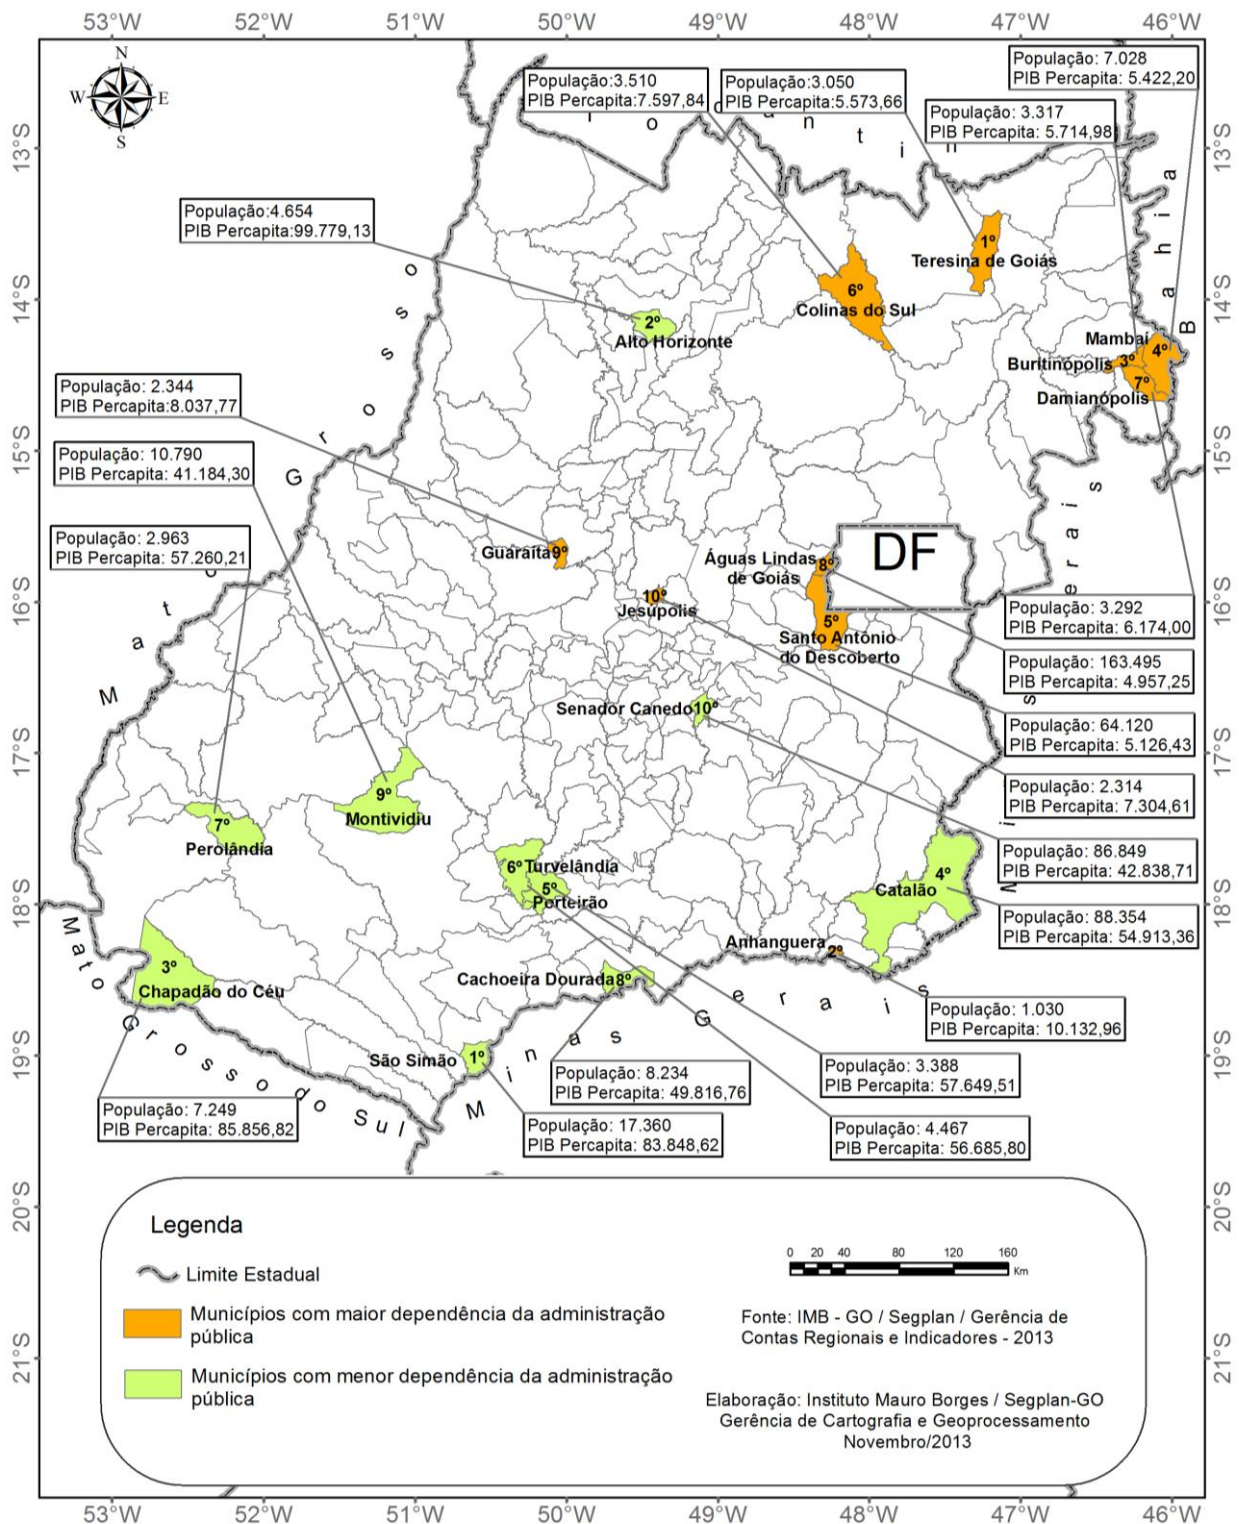 53°W 52°W 51°W 50°W 49°W 48°W 47°W 46°W
N
W E
S
População:3.510
PIB Percapita:7.597,84
População:3.050
PIB Percapita:5.573,66
População: 7.028
PIB Percapita: 5.422,20
População: 3.317
PIB Percapita: 5.714,98
13°S 13°S
T o c a n t i n s
B a h i a
População:4.654
PIB Percapita:99.779,13
1º
Teresina de Goiás
6º
Colinas do Sul
14°S 14°S
2º
Alto Horizonte
Mambaí
4º
Buritinópolis 3º
7º
Damianópolis
População: 2.344
PIB Percapita:8.037,77
População: 10.790
PIB Percapita: 41.184,30
15°S 15°S
M a t o G r o s s o
População: 2.963
PIB Percapita: 57.260,21
Guaraíta 9º
Águas Lindas
de Goiás
8º
DF
10º
Jesúpolis
16°S 16°S
População: 3.292
PIB Percapita: 6.174,00
5º
Santo Antônio
do Descoberto
População: 163.495
PIB Percapita: 4.957,25
Senador Canedo 10º
População: 64.120
PIB Percapita: 5.126,43
17°S 17°S
População: 2.314
PIB Percapita: 7.304,61
9º
Montividiu
7º
Perolândia
População: 86.849
PIB Percapita: 42.838,71
6º Turvelândia
5º
Porteirão
4º
Catalão
18°S 18°S
População: 88.354
PIB Percapita: 54.913,36
Anhanguera 2º
3º
Chapadão do Céu
Cachoeira Dourada 8º
M i n a s G e r a i s
Mato Grosso do Sul
População: 1.030
PIB Percapita: 10.132,96
19°S 19°S
São Simão 1º
Minas Gerais
População: 8.234
PIB Percapita: 49.816,76
População: 3.388
PIB Percapita: 57.649,51
População: 7.249
PIB Percapita: 85.856,82
População: 17.360
PIB Percapita: 83.848,62
População: 4.467
PIB Percapita: 56.685,80
20°S 20°S
Legenda
Limite Estadual
Municípios com maior dependência da administração
pública
Municípios com menor dependência da administração
pública
0 20 40 80 120 160
Km
Fonte: IMB - GO / Segplan / Gerência de
Contas Regionais e Indicadores - 2013
21°S 21°S
Elaboração: Instituto Mauro Borges / Segplan-GO
Gerência de Cartografia e Geoprocessamento
Novembro/2013
53°W 52°W 51°W 50°W 49°W 48°W 47°W 46°W